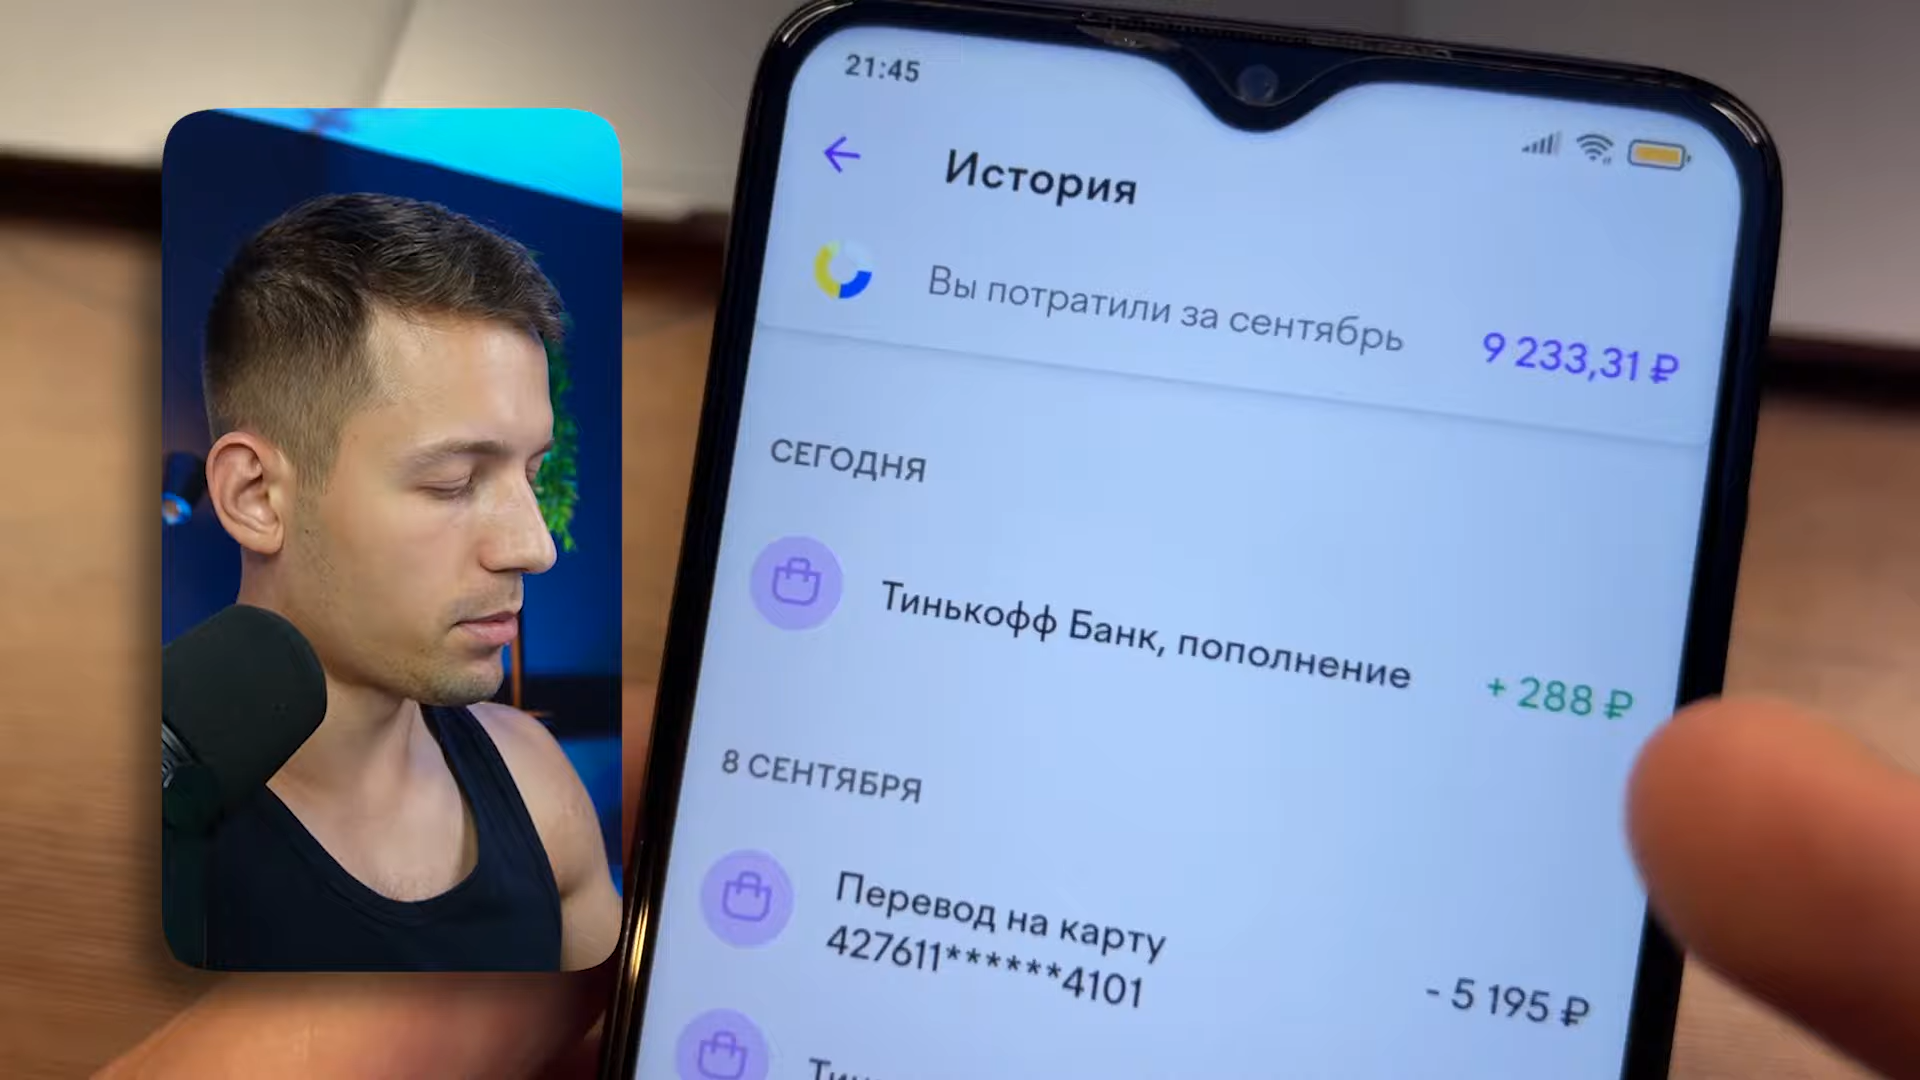 21:45
История
Вы потратили за сентябрь
9 233,31 ₽
СЕГОДНЯ
Тинькофф Банк, пополнение
+ 288 ₽
8 СЕНТЯБРЯ
Перевод на карту
427611******4101
- 5 195 ₽